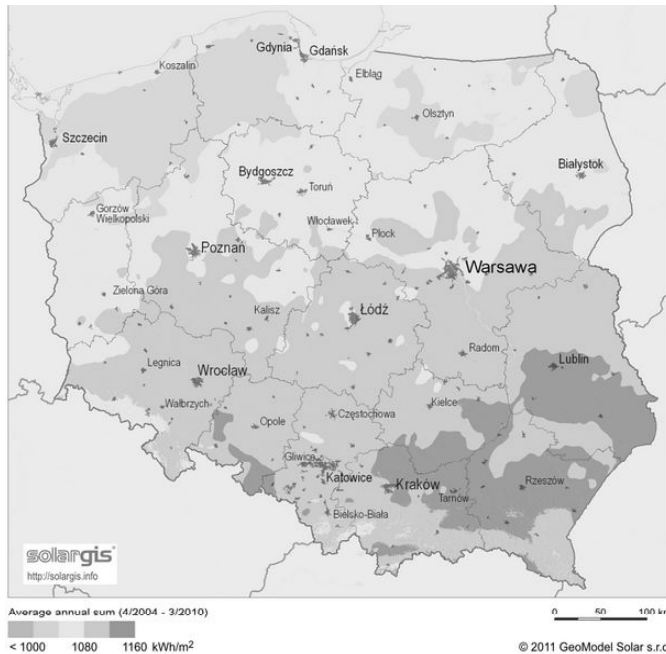 Gdynia
Gdańsk
Koszalin
Elbląg
Olsztyn
Szczecin
Białystok
Bydgoszcz
Toruń
Gorzów
Wielkopolski
Włocławek
Płock
Poznań
Warsawa
Zielona Góra
Kalisz
Łódź
Radom
Legnica
Wrocław
Lublin
Wałbrzych
Opole
Częstochowa
Kielce
Gliwice
Katowice
Kraków
Tarnów
Rzeszów
Bielsko-Biała
solargis®
http://solargis.info
Average annual sum (4/2004 - 3/2010)
0 50 100 km
< 1000 1080 1160 kWh/m²
© 2011 GeoModel Solar s.r.o